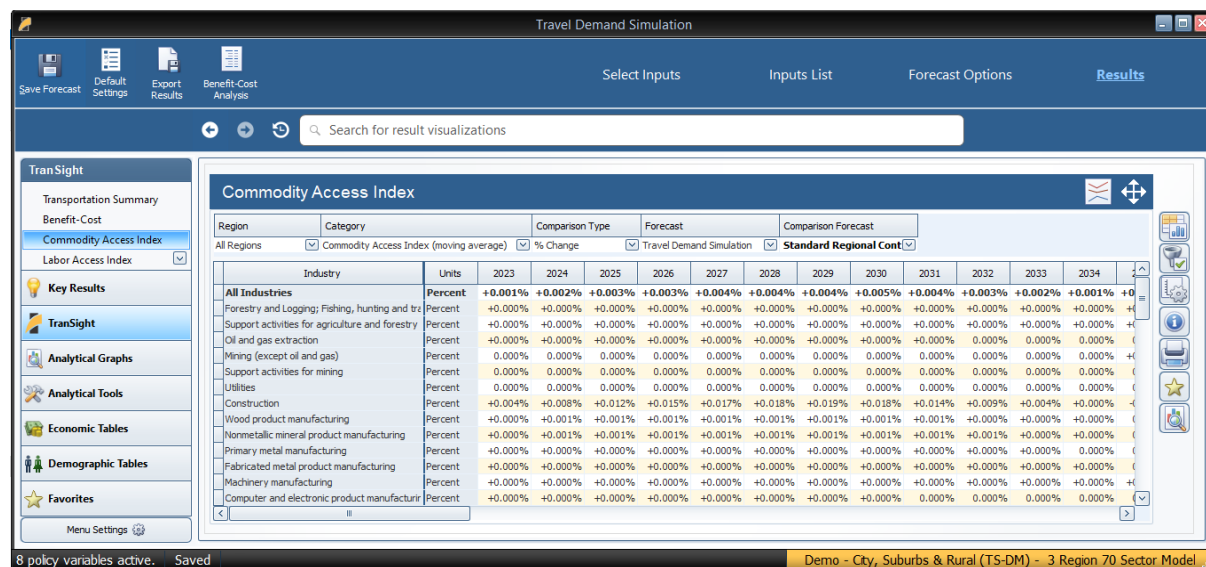 Travel Demand Simulation
Save Forecast
Default Settings
Export Results
Benefit-Cost Analysis
Select Inputs
Inputs List
Forecast Options
Results
Search for result visualizations
TranSight
Transportation Summary
Benefit-Cost
Commodity Access Index
Labor Access Index
Key Results
TranSight
Analytical Graphs
Analytical Tools
Economic Tables
Demographic Tables
Favorites
Menu Settings
Commodity Access Index
Region Category Comparison Type Forecast Comparison Forecast
All Regions Commodity Access Index (moving average) % Change Travel Demand Simulation Standard Regional Cont
Industry Units 2023 2024 2025 2026 2027 2028 2029 2030 2031 2032 2033 2034
All Industries Percent +0.001% +0.002% +0.003% +0.003% +0.004% +0.004% +0.004% +0.005% +0.004% +0.003% +0.002% +0.001% +0
Forestry and Logging; Fishing, hunting and tra Percent +0.000% +0.000% +0.000% +0.000% +0.000% +0.000% +0.000% +0.000% +0.000% +0.000% +0.000% +0.000%
Support activities for agriculture and forestry Percent +0.000% +0.000% +0.000% +0.000% +0.000% +0.000% +0.000% +0.000% +0.000% +0.000% +0.000% +0.000%
Oil and gas extraction Percent +0.000% +0.000% +0.000% +0.000% +0.000% +0.000% +0.000% +0.000% +0.000% 0.000% 0.000% 0.000%
Mining (except oil and gas) Percent 0.000% 0.000% 0.000% 0.000% 0.000% 0.000% 0.000% 0.000% 0.000% 0.000% 0.000% 0.000%
Support activities for mining Percent 0.000% 0.000% 0.000% 0.000% 0.000% 0.000% 0.000% 0.000% 0.000% 0.000% 0.000% 0.000%
Utilities Percent 0.000% 0.000% 0.000% 0.000% 0.000% 0.000% 0.000% 0.000% 0.000% 0.000% 0.000% 0.000%
Construction Percent +0.004% +0.008% +0.012% +0.015% +0.017% +0.018% +0.019% +0.018% +0.014% +0.009% +0.004% +0.000%
Wood product manufacturing Percent +0.000% +0.001% +0.001% +0.001% +0.001% +0.001% +0.001% +0.001% +0.001% +0.000% +0.000% +0.000%
Nonmetallic mineral product manufacturing Percent +0.000% +0.001% +0.001% +0.001% +0.001% +0.001% +0.001% +0.001% +0.001% +0.001% +0.000% +0.000%
Primary metal manufacturing Percent +0.000% +0.000% +0.000% +0.000% +0.000% +0.000% +0.000% +0.000% +0.000% +0.000% +0.000% 0.000%
Fabricated metal product manufacturing Percent +0.000% +0.000% +0.000% +0.000% +0.000% +0.000% +0.000% +0.000% +0.000% +0.000% +0.000% +0.000%
Machinery manufacturing Percent +0.000% +0.000% +0.000% +0.000% +0.000% +0.000% +0.000% +0.000% +0.000% +0.000% +0.000% +0.000%
Computer and electronic product manufacturir Percent +0.000% +0.000% +0.000% +0.000% +0.000% +0.000% +0.000% +0.000% 0.000% 0.000% 0.000% 0.000%
8 policy variables active. Saved
Demo - City, Suburbs & Rural (TS-DM) - 3 Region 70 Sector Model